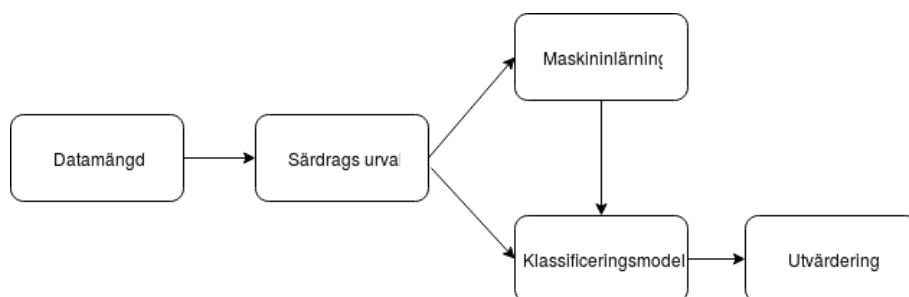 Maskininlärning
Datamängd
Särdrags urval
Klassificeringsmodel
Utvärdering